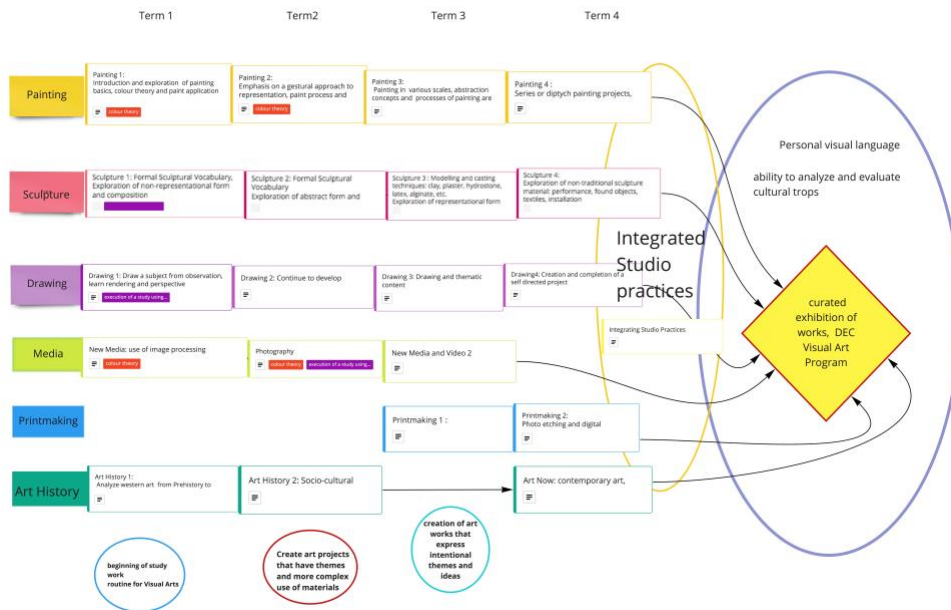 Term 1
Term2
Term 3
Term 4
Painting
Painting 1:
Introduction and exploration of painting
basics, colour theory and paint application
colour theory
Painting 2:
Emphasis on a gestural approach to
representation, paint process and
colour theory
Painting 3:
Painting in various scales, abstraction
concepts and processes of painting are
Painting 4 :
Series or diptych painting projects,
Sculpture
Sculpture 1: Formal Sculptural Vocabulary,
Exploration of non-representational form
and composition
Sculpture 2: Formal Sculptural
Vocabulary
Exploration of abstract form and
Sculpture 3 : Modelling and casting
techniques: clay, plaster, hydrostone,
latex, alginate, etc.
Exploration of representational form
Sculpture 4:
Exploration of non-traditional sculpture
material: performance, found objects,
textiles, installation
Drawing
Drawing 1: Draw a subject from observation,
learn rendering and perspective
execution of a study using...
Drawing 2: Continue to develop
Drawing 3: Drawing and thematic
content
Drawing4: Creation and completion of a
self directed project
Integrated
Studio
practices
Integrating Studio Practices
Media
New Media: use of image processing
colour theory
Photography
colour theory
execution of a study using...
New Media and Video 2
Printmaking
Printmaking 1 :
Printmaking 2:
Photo etching and digital
Art History
Art History 1:
Analyze western art from Prehistory to
Art History 2: Socio-cultural
Art Now: contemporary art,
Personal visual language
ability to analyze and evaluate
cultural trops
curated
exhibition of
works, DEC
Visual Art
Program
beginning of study
work
routine for Visual Arts
Create art projects
that have themes
and more complex
use of materials
creation of art
works that
express
intentional
themes and
ideas